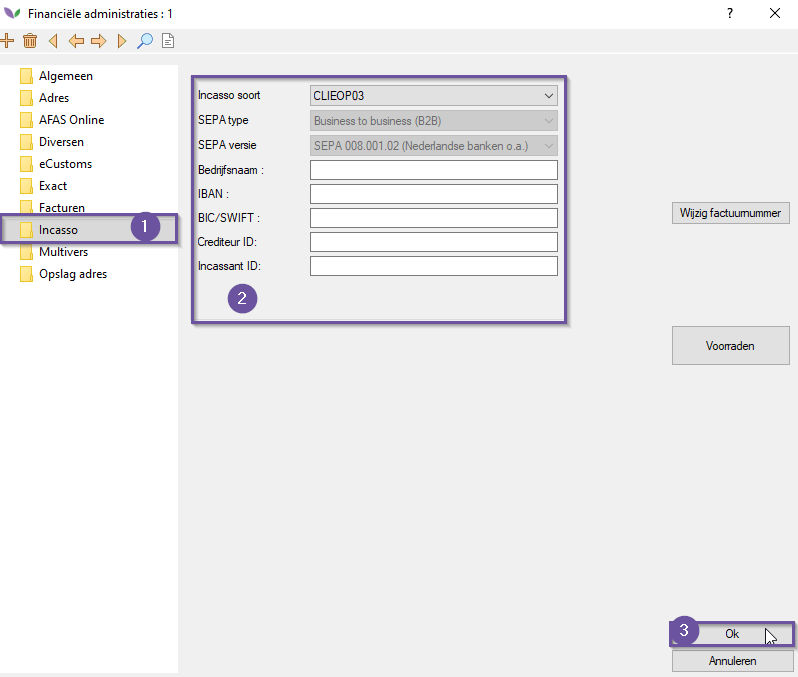 Financiële administraties : 1
?
Algemeen
Adres
AFAS Online
Diversen
eCustoms
Exact
Facturen
Incasso
1
Multivers
Opslag adres
Incasso soort CLIEOP03
SEPA type Business to business (B2B)
SEPA versie SEPA 008.001.02 (Nederlandse banken o.a.)
Bedrijfsnaam :
IBAN :
BIC/SWIFT :
Crediteur ID:
Incassant ID:
2
Wijzig factuurnummer
Voorraden
3 Ok
Annuleren